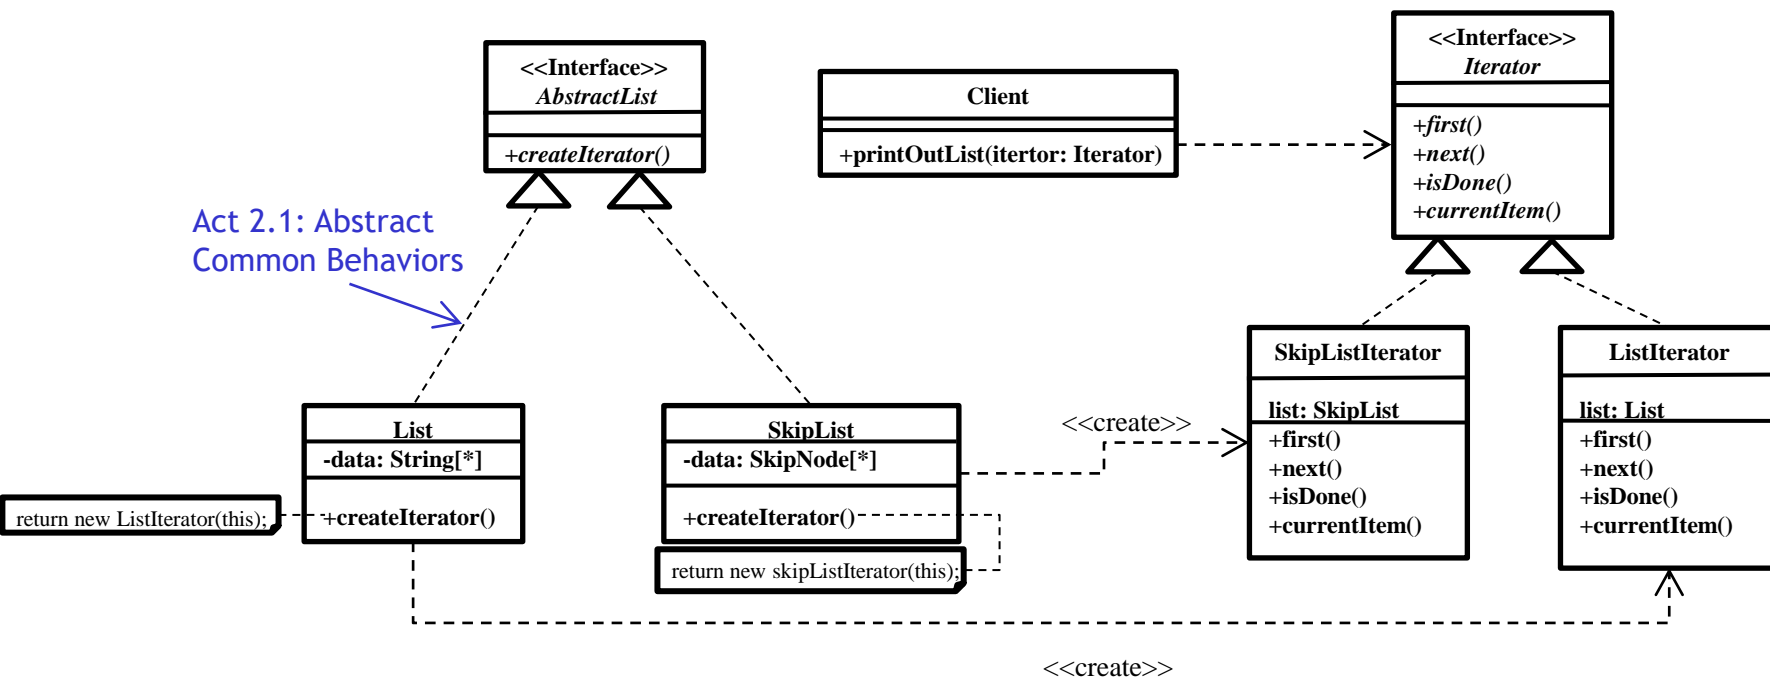 <<Interface>>
AbstractList
+createIterator()
Client
+printOutList(itertor: Iterator)
<<Interface>>
Iterator
+first()
+next()
+isDone()
+currentItem()
Act 2.1: Abstract
Common Behaviors
List
-data: String[*]
+createIterator()
return new ListIterator(this);
SkipList
-data: SkipNode[*]
+createIterator()
return new skipListIterator(this);
<<create>>
SkipListIterator
list: SkipList
+first()
+next()
+isDone()
+currentItem()
ListIterator
list: List
+first()
+next()
+isDone()
+currentItem()
<<create>>